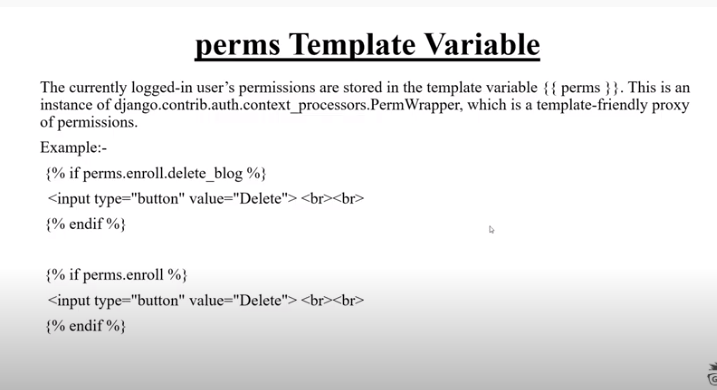 perms Template Variable
The currently logged-in user’s permissions are stored in the template variable {{ perms }}. This is an
instance of django.contrib.auth.context_processors.PermWrapper, which is a template-friendly proxy
of permissions.
Example:-
{% if perms.enroll.delete_blog %}
<input type="button" value="Delete"> <br><br>
{% endif %}
{% if perms.enroll %}
<input type="button" value="Delete"> <br><br>
{% endif %}